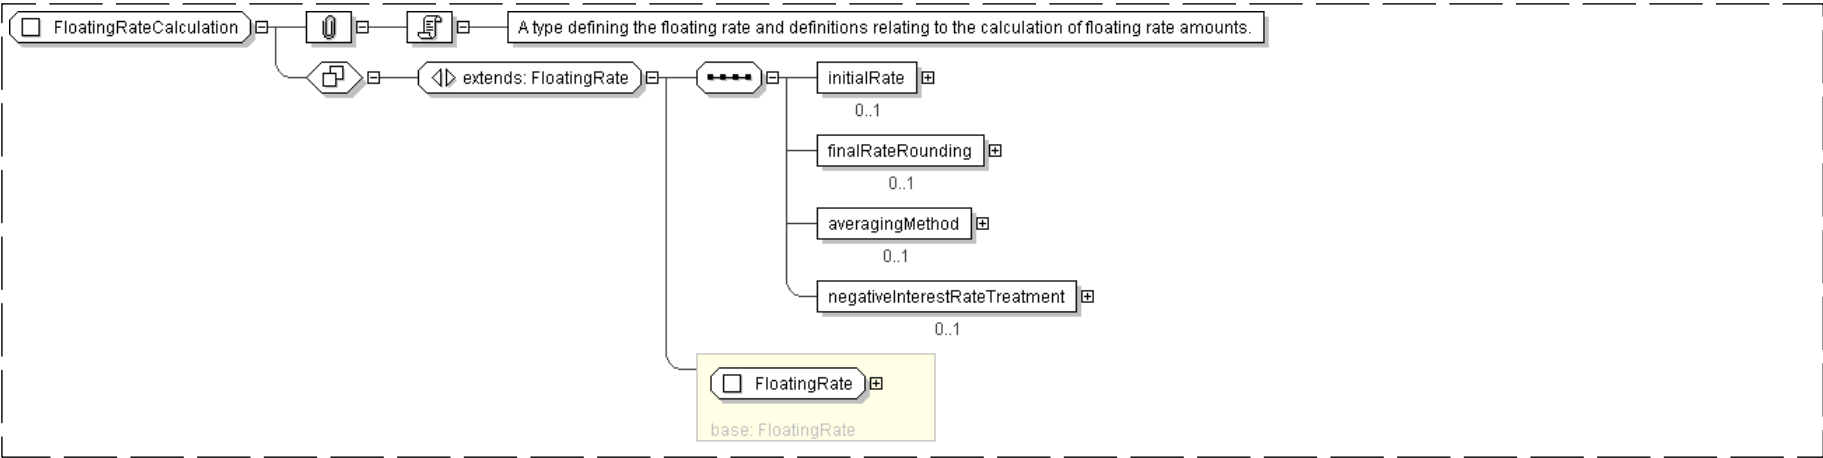 FloatingRateCalculation
A type defining the floating rate and definitions relating to the calculation of floating rate amounts.
extends: FloatingRate
initialRate
0..1
finalRateRounding
0..1
averagingMethod
0..1
negativeInterestRateTreatment
0..1
FloatingRate
base: FloatingRate